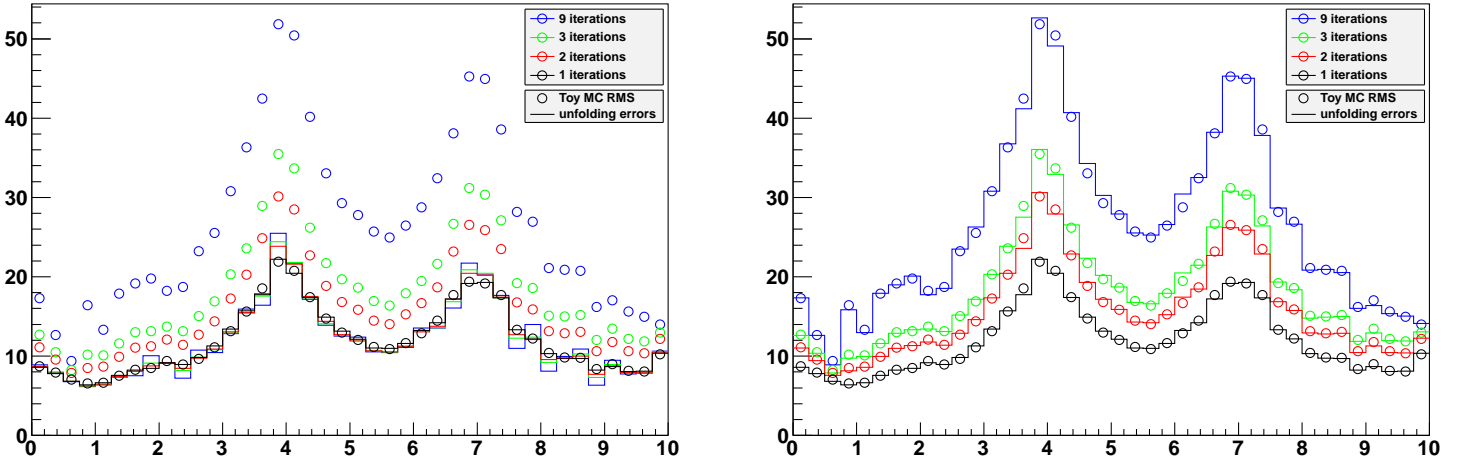 50
40
30
20
10
0
0 1 2 3 4 5 6 7 8 9 10
9 iterations
3 iterations
2 iterations
1 iterations
Toy MC RMS
unfolding errors
50
40
30
20
10
0
0 1 2 3 4 5 6 7 8 9 10
9 iterations
3 iterations
2 iterations
1 iterations
Toy MC RMS
unfolding errors